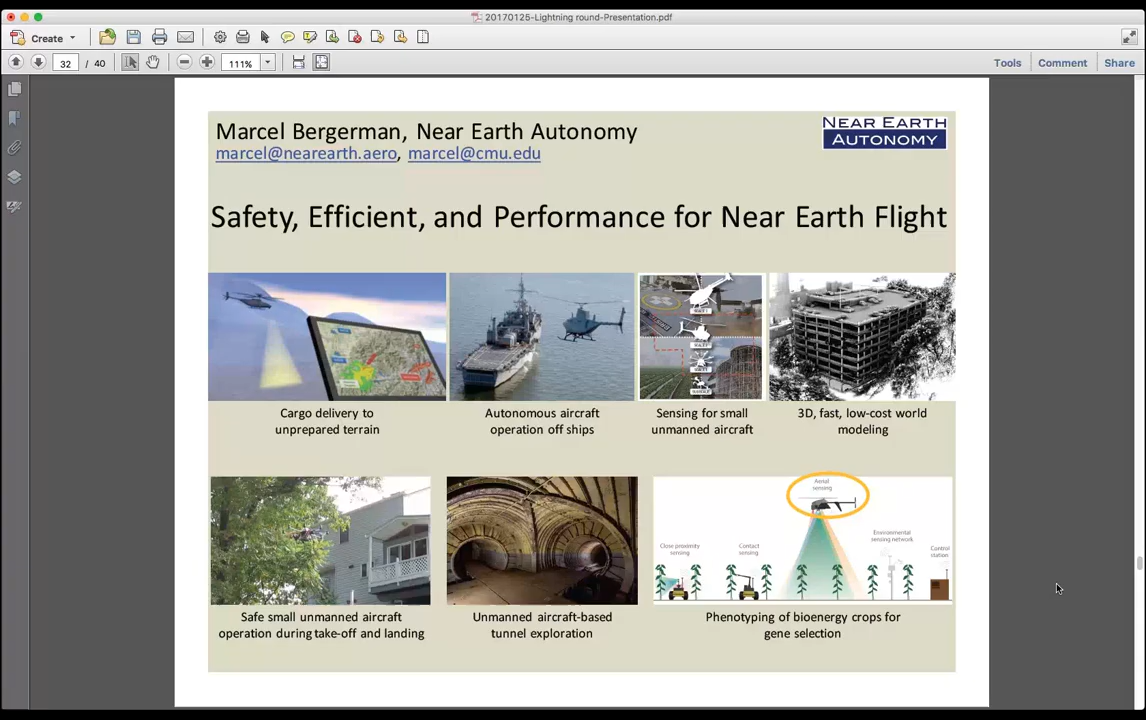 20170125-Lightning round-Presentation.pdf
Create
32 / 40
111%
Tools Comment Share
Marcel Bergerman, Near Earth Autonomy
marcel@nearearth.aero, marcel@cmu.edu
NEAR EARTH
AUTONOMY
Safety, Efficient, and Performance for Near Earth Flight
Cargo delivery to
unprepared terrain
Autonomous aircraft
operation off ships
Sensing for small
unmanned aircraft
3D, fast, low-cost world
modeling
Aerial
sensing
Close proximity
sensing
Contact
sensing
Environmental
sensing network
Control
station
Safe small unmanned aircraft
operation during take-off and landing
Unmanned aircraft-based
tunnel exploration
Phenotyping of bioenergy crops for
gene selection